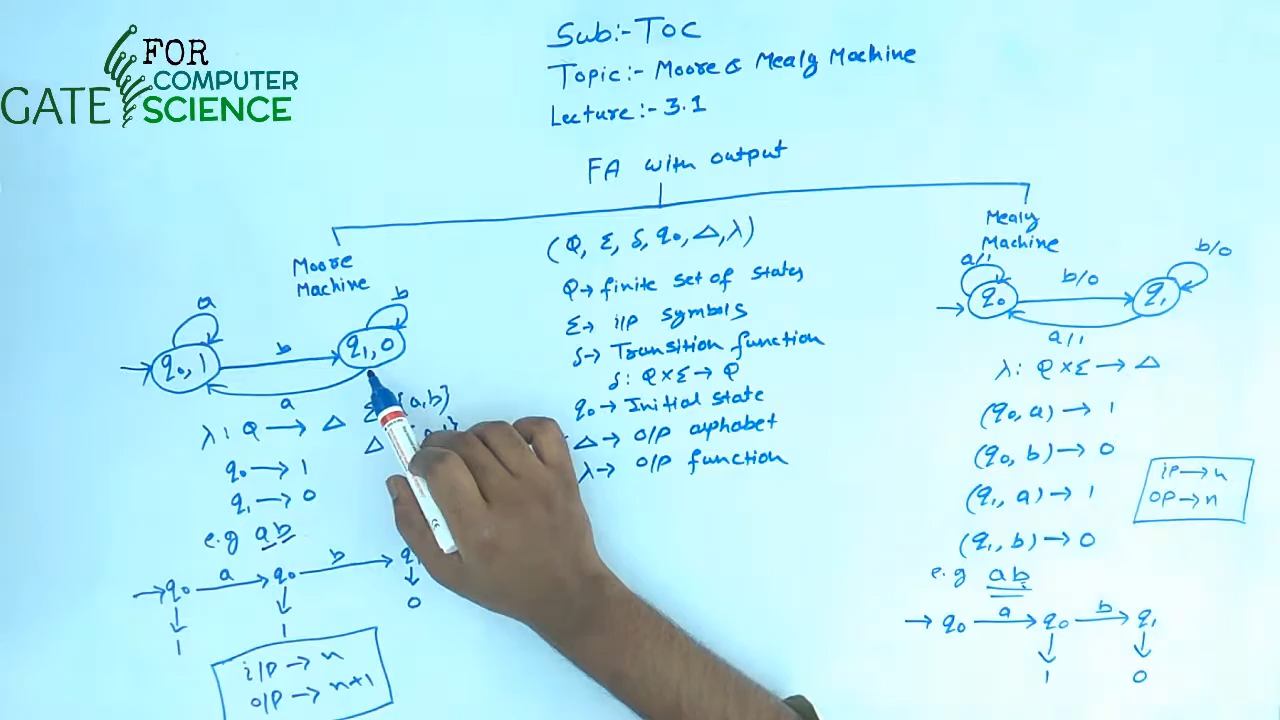 GATE FOR COMPUTER SCIENCE
Sub:- TOC
Topic:- Moore & Mealy Machine
Lecture:- 3.1
FA with output
Moore
Machine
a
b
q0, 1
b
q1, 0
a
λ: Q → Δ
q0 → 1
q1 → 0
{a, b}
Δ
e.g ab
→ q0 a → q0 b → q1
↓ ↓ ↓
1 1 0
i/P → n
o/P → n+1
(Q, Σ, δ, q0, Δ, λ)
Q → finite set of states
Σ → i/p symbols
δ → Transition function
δ: Q×Σ → Q
q0 → Initial state
Δ → O/P alphabet
λ → O/P function
Mealy
Machine
a/1
b/0
q0
b/0
q1
a/1
λ: Q×Σ → Δ
(q0, a) → 1
(q0, b) → 0
(q1, a) → 1
(q1, b) → 0
iP → n
OP → n
e.g ab
→ q0 a → q0 b → q1
↓ ↓
1 0